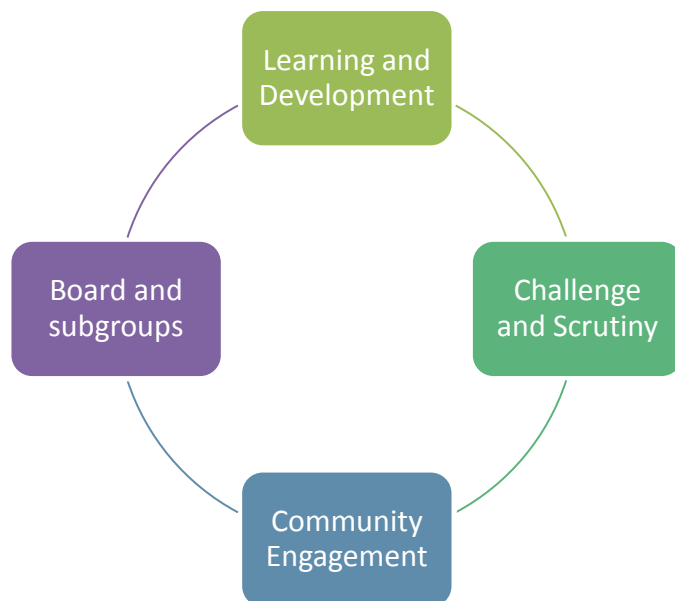 Learning and
Development
Board and
subgroups
Challenge
and Scrutiny
Community
Engagement